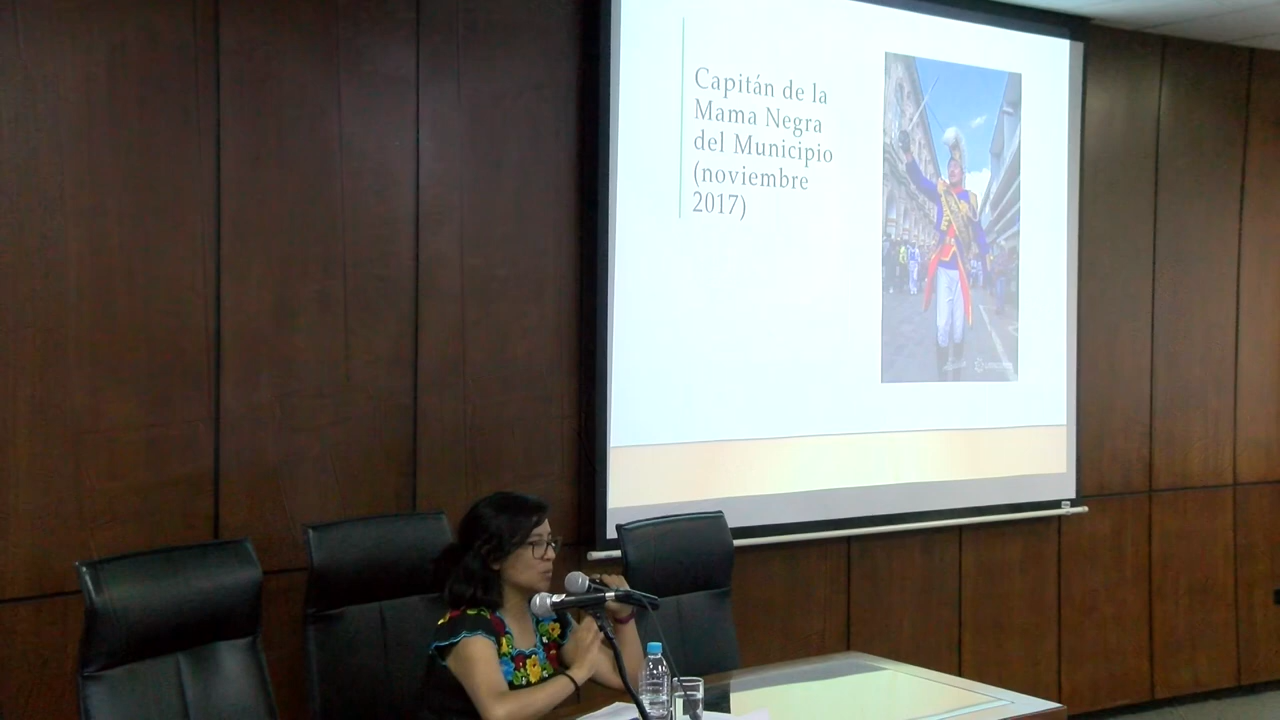 Capitán de la
Mama Negra
del Municipio
(noviembre
2017)